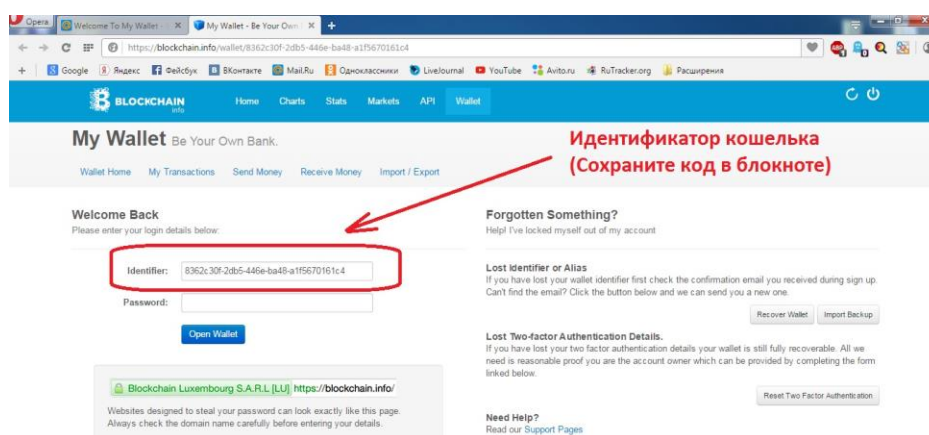 Opera
Welcome To My Wallet -
My Wallet - Be Your Own
https://blockchain.info/wallet/8362c30f-2db5-446e-ba48-a1f5670161c4
Google Яндекс Фейсбук ВКонтакте Mail.Ru Одноклассники LiveJournal YouTube Avito.ru RuTracker.org Расширения
BLOCKCHAIN info Home Charts Stats Markets API Wallet
My Wallet Be Your Own Bank.
Идентификатор кошелька
(Сохраните код в блокноте)
Wallet Home My Transactions Send Money Receive Money Import / Export
Welcome Back
Please enter your login details below:
Identifier: 8362c30f-2db5-446e-ba48-a1f5670161c4
Password:
Open Wallet
Blockchain Luxembourg S.A.R.L [LU] https://blockchain.info/
Websites designed to steal your password can look exactly like this page.
Always check the domain name carefully before entering your details.
Forgotten Something?
Help! I've locked myself out of my account
Lost Identifier or Alias
If you have lost your wallet identifier first check the confirmation email you received during sign up.
Can't find the email? Click the button below and we can send you a new one.
Recover Wallet Import Backup
Lost Two-factor Authentication Details.
If you have lost your two factor authentication details your wallet is still fully recoverable. All we
need is reasonable proof you are the account owner which can be provided by completing the form
linked below.
Reset Two Factor Authentication
Need Help?
Read our Support Pages